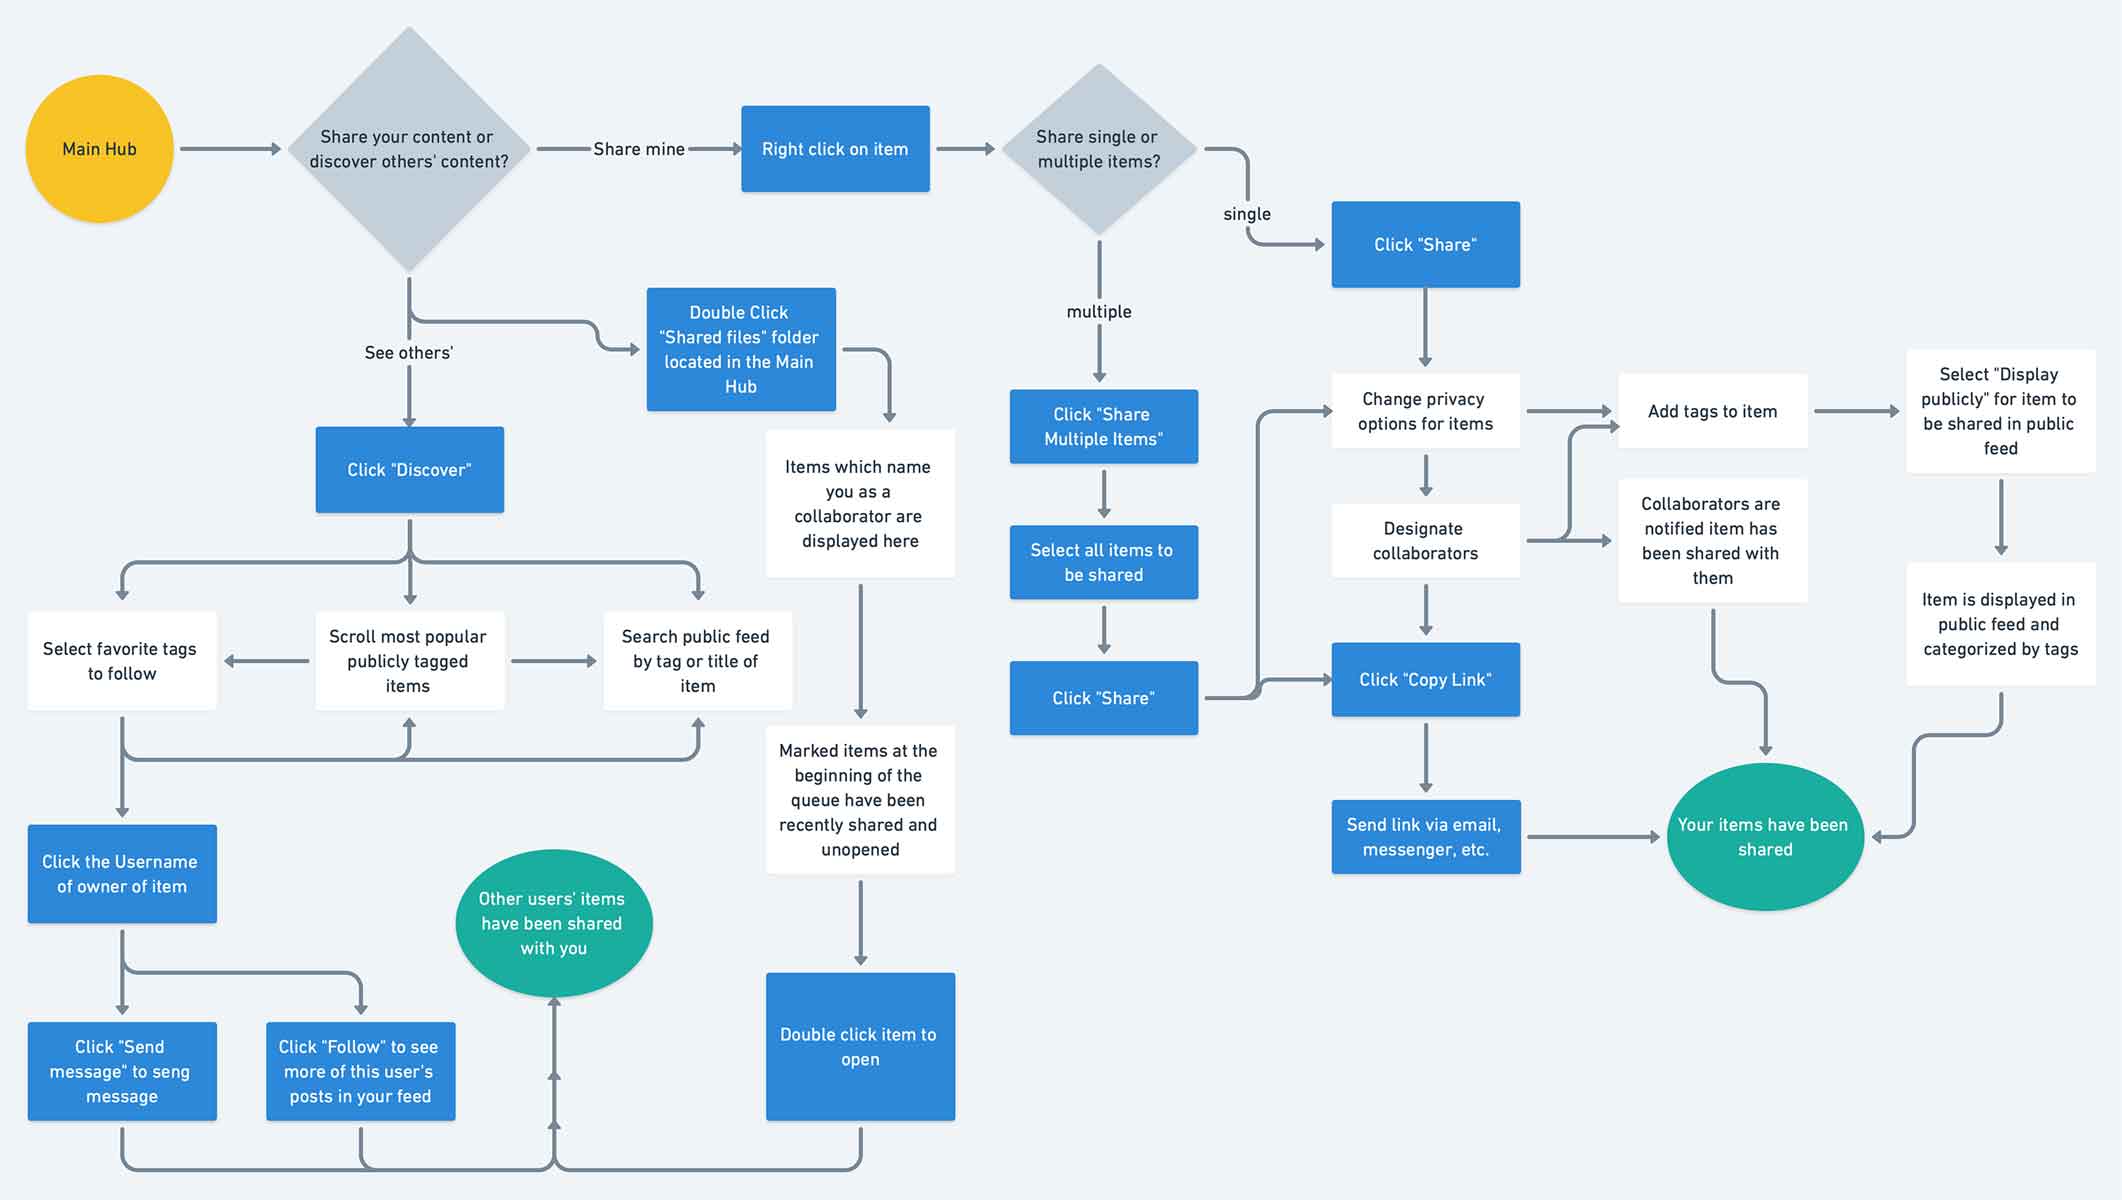 Main Hub
Share your content or
discover others' content?
Share mine
Right click on item
Share single or
multiple items?
single
Click "Share"
multiple
See others'
Double Click
"Shared files" folder
located in the Main
Hub
Click "Discover"
Items which name
you as a
collaborator are
displayed here
Click "Share
Multiple Items"
Change privacy
options for items
Add tags to item
Select "Display
publicly" for item to
be shared in public
feed
Select all items to
be shared
Designate
collaborators
Collaborators are
notified item has
been shared with
them
Select favorite tags
to follow
Scroll most popular
publicly tagged
items
Search public feed
by tag or title of
item
Click "Share"
Click "Copy Link"
Item is displayed in
public feed and
categorized by tags
Marked items at the
beginning of the
queue have been
recently shared and
unopened
Send link via email,
messenger, etc.
Your items have been
shared
Click the Username
of owner of item
Other users' items
have been shared
with you
Click "Send
message" to seng
message
Click "Follow" to see
more of this user's
posts in your feed
Double click item to
open